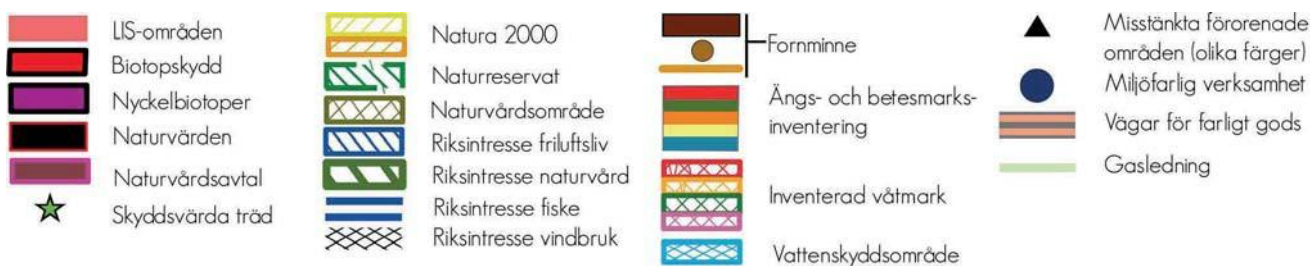 LIS-områden
Biotopskydd
Nyckelbiotoper
Naturvärden
Naturvårdsavtal
Skyddsvärda träd
Natura 2000
Naturreservat
Naturvårdsområde
Riksintresse friluftsliv
Riksintresse naturvård
Riksintresse fiske
Riksintresse vindbruk
Fornminne
Ängs- och betesmarks-
inventering
Inventerad våtmark
Vattenskyddsområde
Misstänkta förorenade
områden (olika färger)
Miljöfarlig verksamhet
Vägar för farligt gods
Gasledning